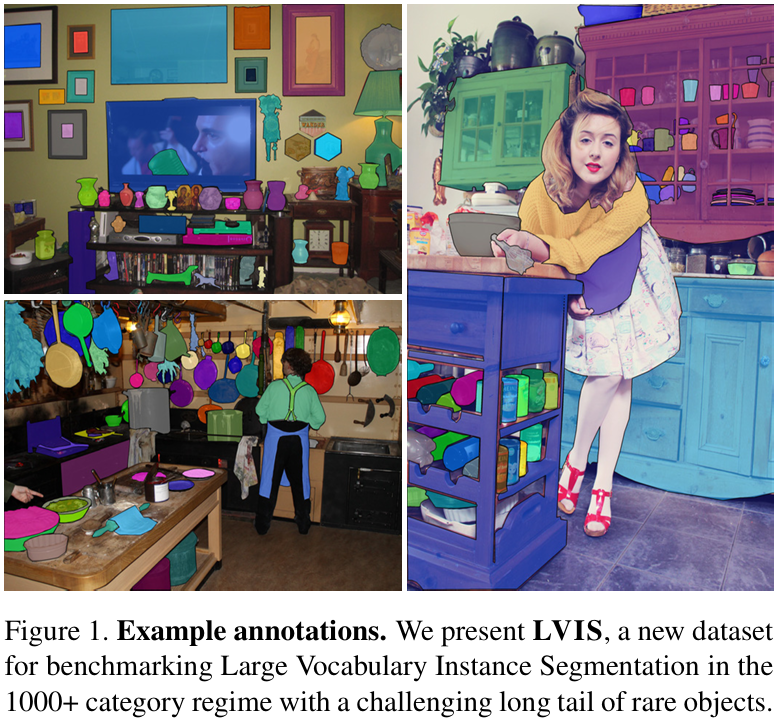 Figure 1. Example annotations. We present LVIS, a new dataset
for benchmarking Large Vocabulary Instance Segmentation in the
1000+ category regime with a challenging long tail of rare objects.